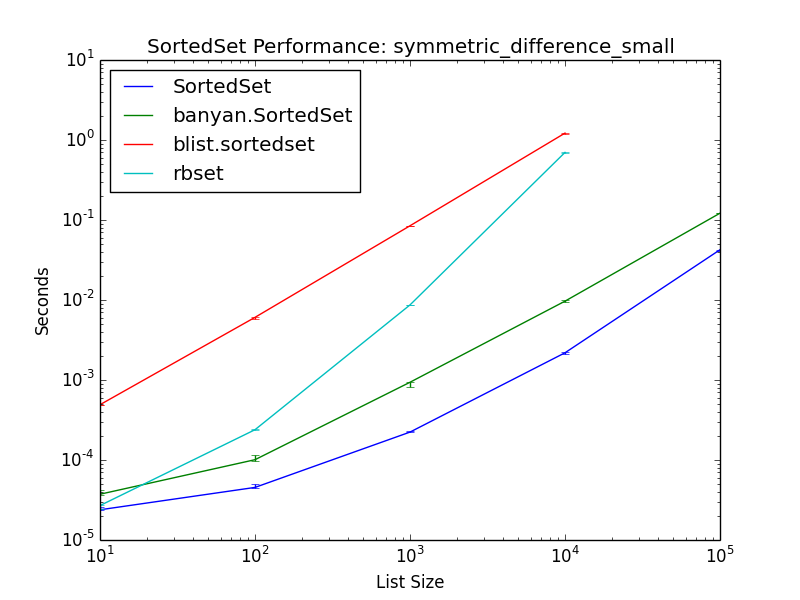 SortedSet Performance: symmetric_difference_small
SortedSet
banyan.SortedSet
blist.sortedset
rbset
10^1
10^0
10^-1
10^-2
10^-3
10^-4
10^-5
Seconds
10^1 10^2 10^3 10^4 10^5
List Size